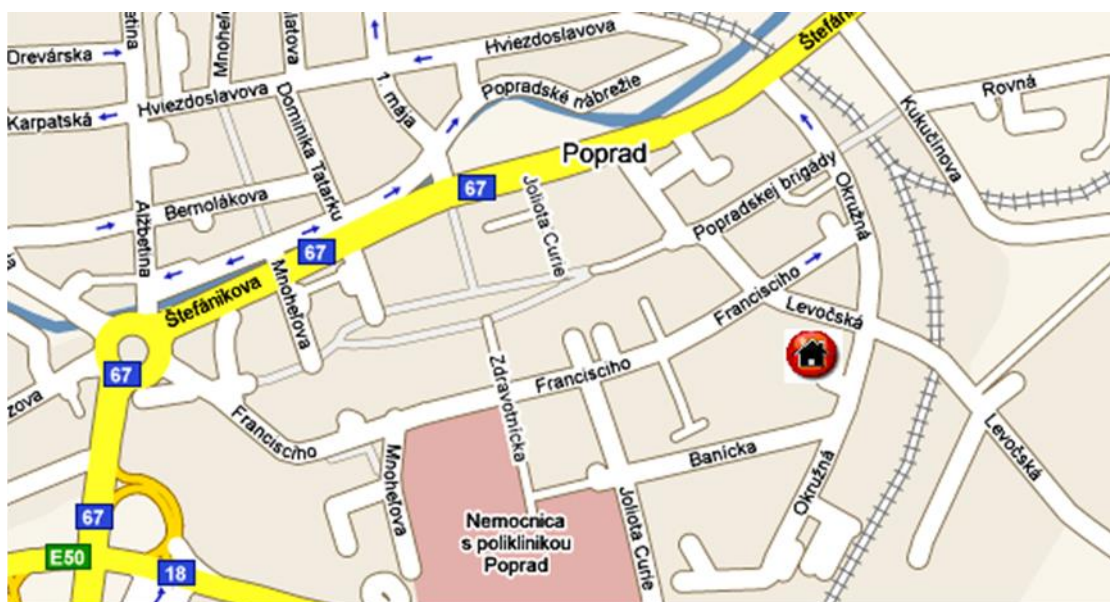 Drevárska
Mnoheľ
Hviezdoslavova
Štefáni
1. mája
Popradské nábrežie
Rovná
Karpatská
Hviezdoslavova
Dominika Tatarku
Kukučínova
Poprad
67
Popradskej brigády
Okružná
Bernolákova
Joliota Curie
Alžbetina
67
Mnoheľova
Štefánikova
Francisciho
Levočská
67
Zdravotnícka
Francisciho
Francisciho
Banícka
Levočská
Mnoheľova
Joliota Curie
Okružná
67
Nemocnica
s poliklinikou
Poprad
E50
18